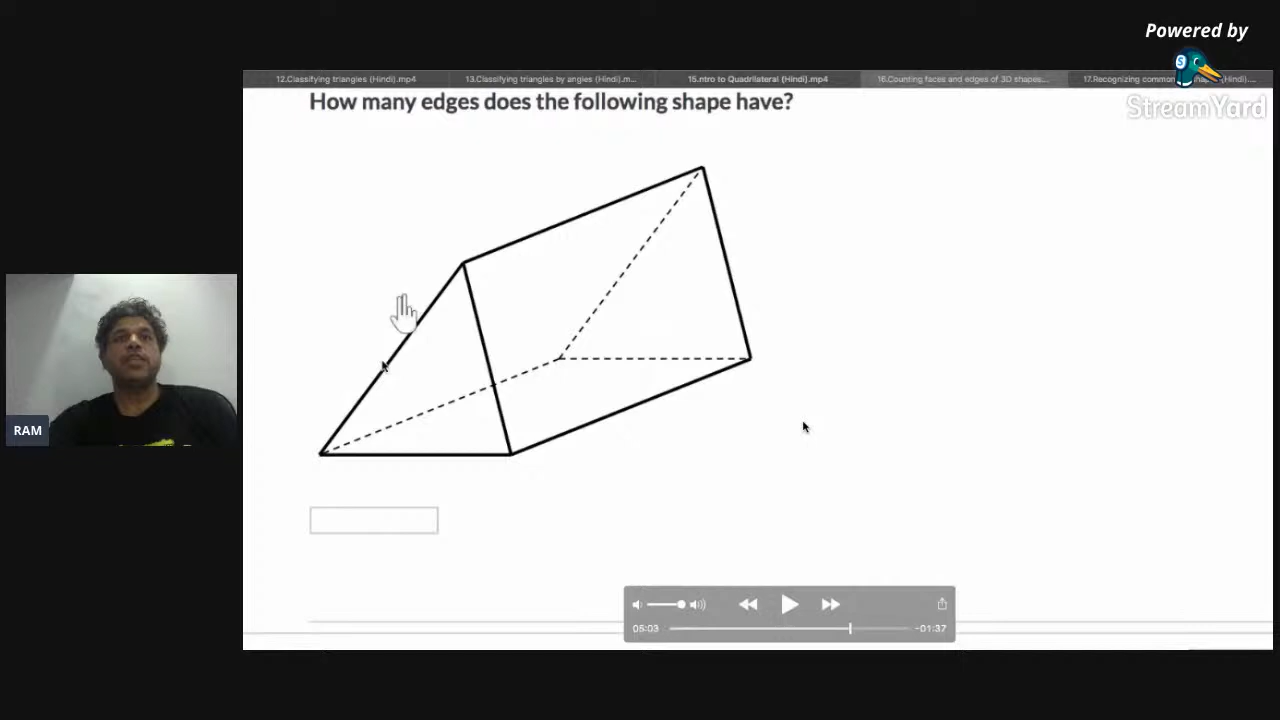 Powered by
StreamYard
12.Classifying triangles (Hindi).mp4
13.Classifying triangles by angles (Hindi).m...
15.ntro to Quadrilateral (Hindi).mp4
16.Counting faces and edges of 3D shapes...
17.Recognizing common (Hindi)....
How many edges does the following shape have?
RAM
05:03
-01:37